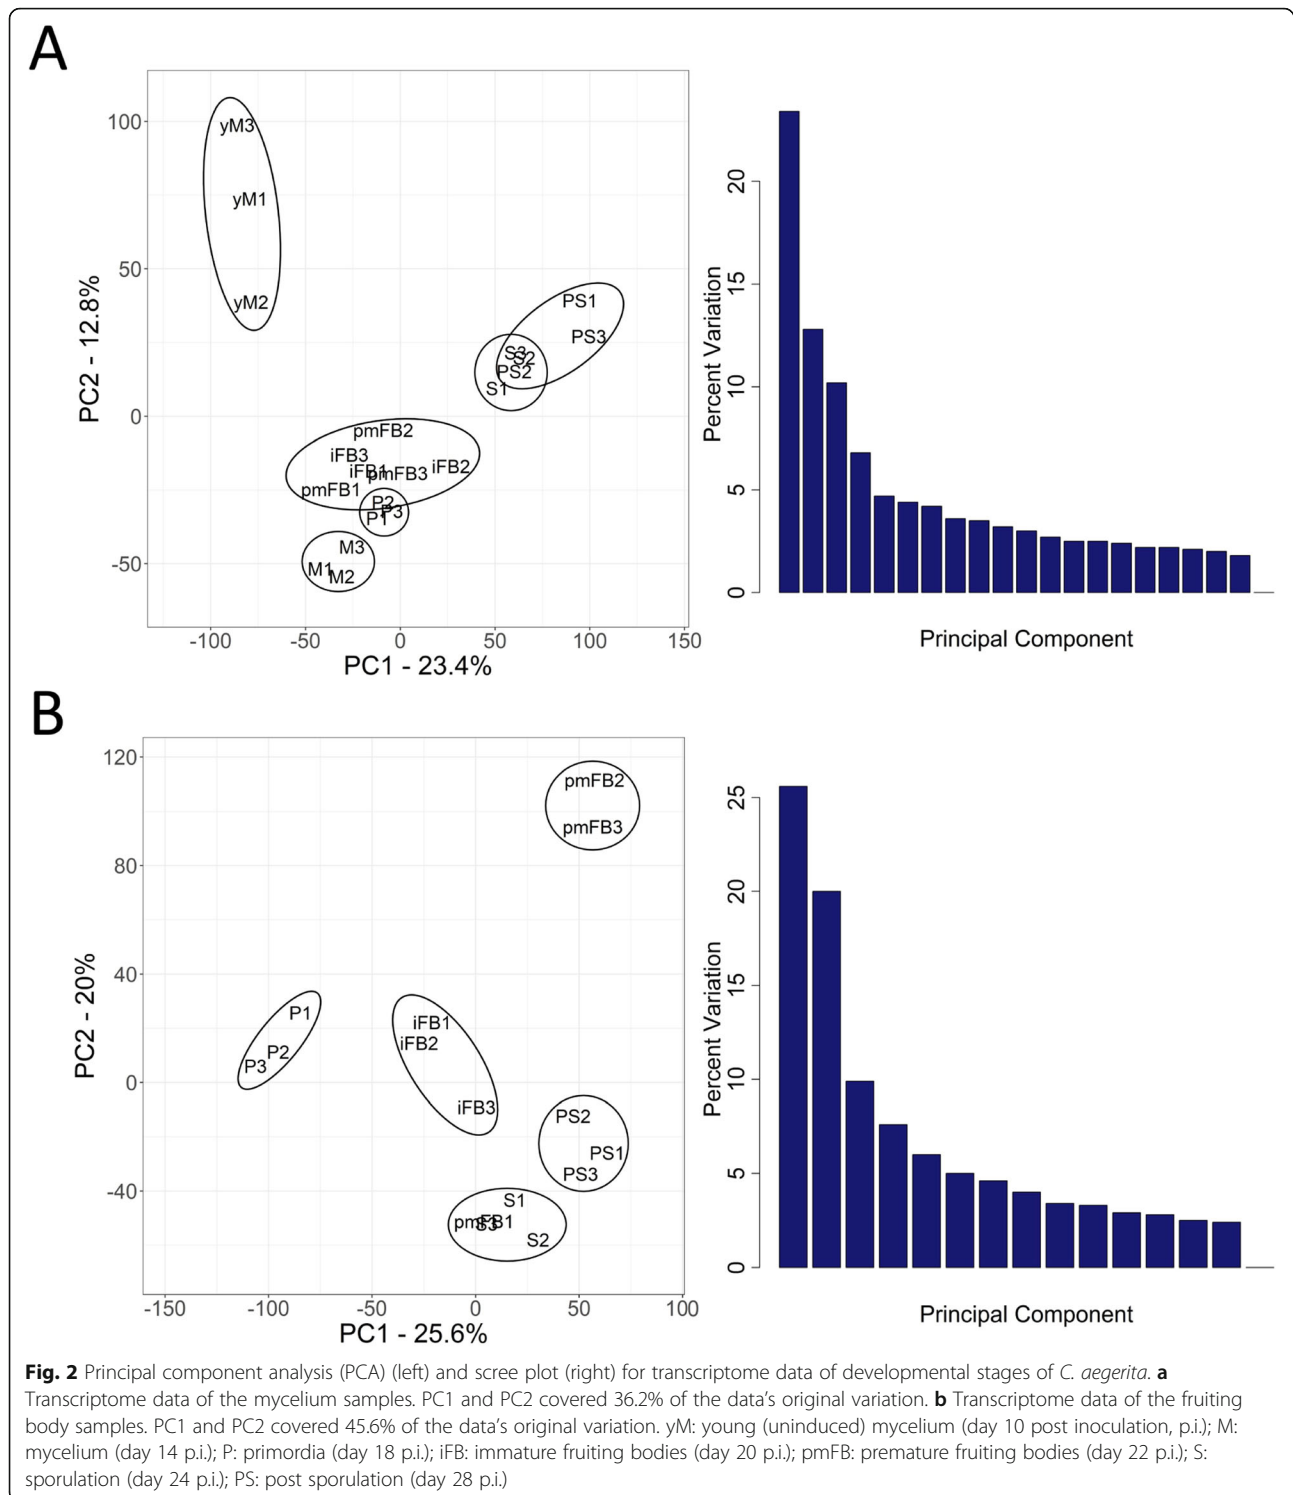 A
100
50
0
-50
PC2 - 12.8%
yM3
yM1
yM2
PS1
PS3
S3
S2
PS2
S1
pmFB2
iFB3
iFB1
pmFB3
iFB2
pmFB1
P2
P3
P1
M3
M1
M2
-100
-50
0
50
100
150
PC1 - 23.4%
Percent Variation
20
15
10
5
0
Principal Component
B
120
80
40
0
-40
PC2 - 20%
pmFB2
pmFB3
P1
P2
P3
iFB1
iFB2
iFB3
PS2
PS1
PS3
S1
pmFB1
S3
S2
-150
-100
-50
0
50
100
PC1 - 25.6%
Percent Variation
25
20
15
10
5
0
Principal Component
Fig. 2 Principal component analysis (PCA) (left) and scree plot (right) for transcriptome data of developmental stages of C. aegerita. a
Transcriptome data of the mycelium samples. PC1 and PC2 covered 36.2% of the data's original variation. b Transcriptome data of the fruiting
body samples. PC1 and PC2 covered 45.6% of the data's original variation. yM: young (uninduced) mycelium (day 10 post inoculation, p.i.); M:
mycelium (day 14 p.i.); P: primordia (day 18 p.i.); iFB: immature fruiting bodies (day 20 p.i.); pmFB: premature fruiting bodies (day 22 p.i.); S:
sporulation (day 24 p.i.); PS: post sporulation (day 28 p.i.)